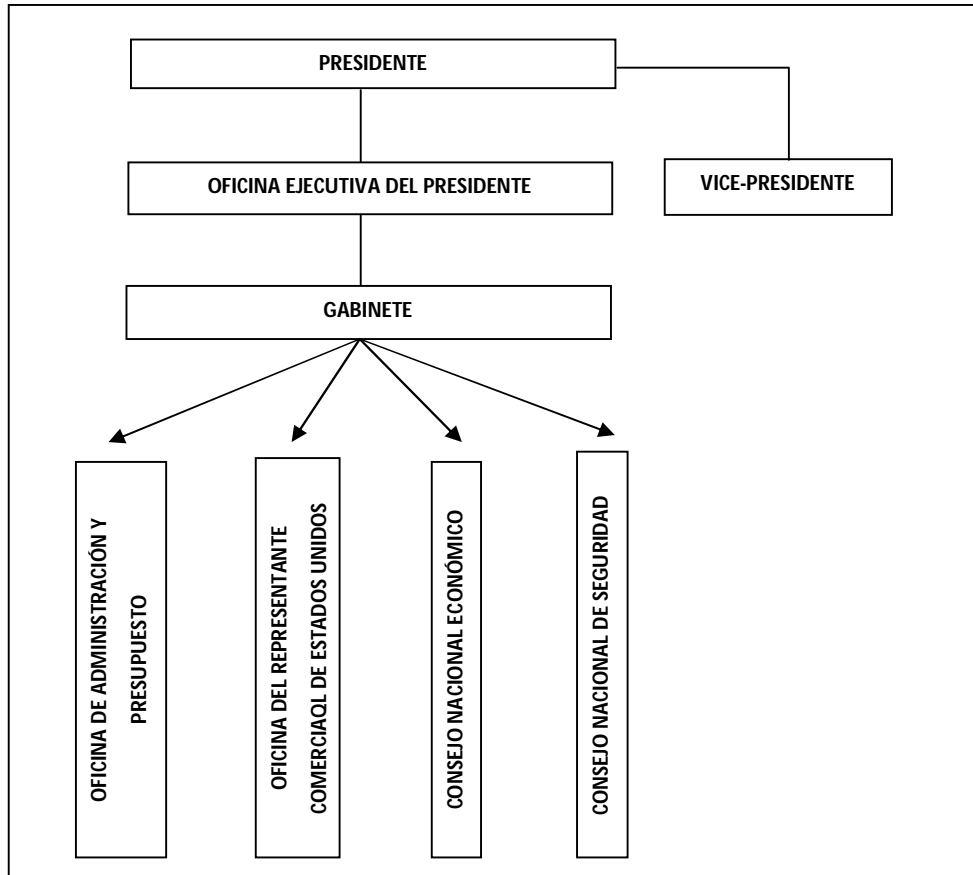 PRESIDENTE
OFICINA EJECUTIVA DEL PRESIDENTE
VICE-PRESIDENTE
GABINETE
OFICINA DE ADMINISTRACIÓN Y
PRESUPUESTO
OFICINA DEL REPRESENTANTE
COMERCIAQL DE ESTADOS UNIDOS
CONSEJO NACIONAL ECONÓMICO
CONSEJO NACIONAL DE SEGURIDAD